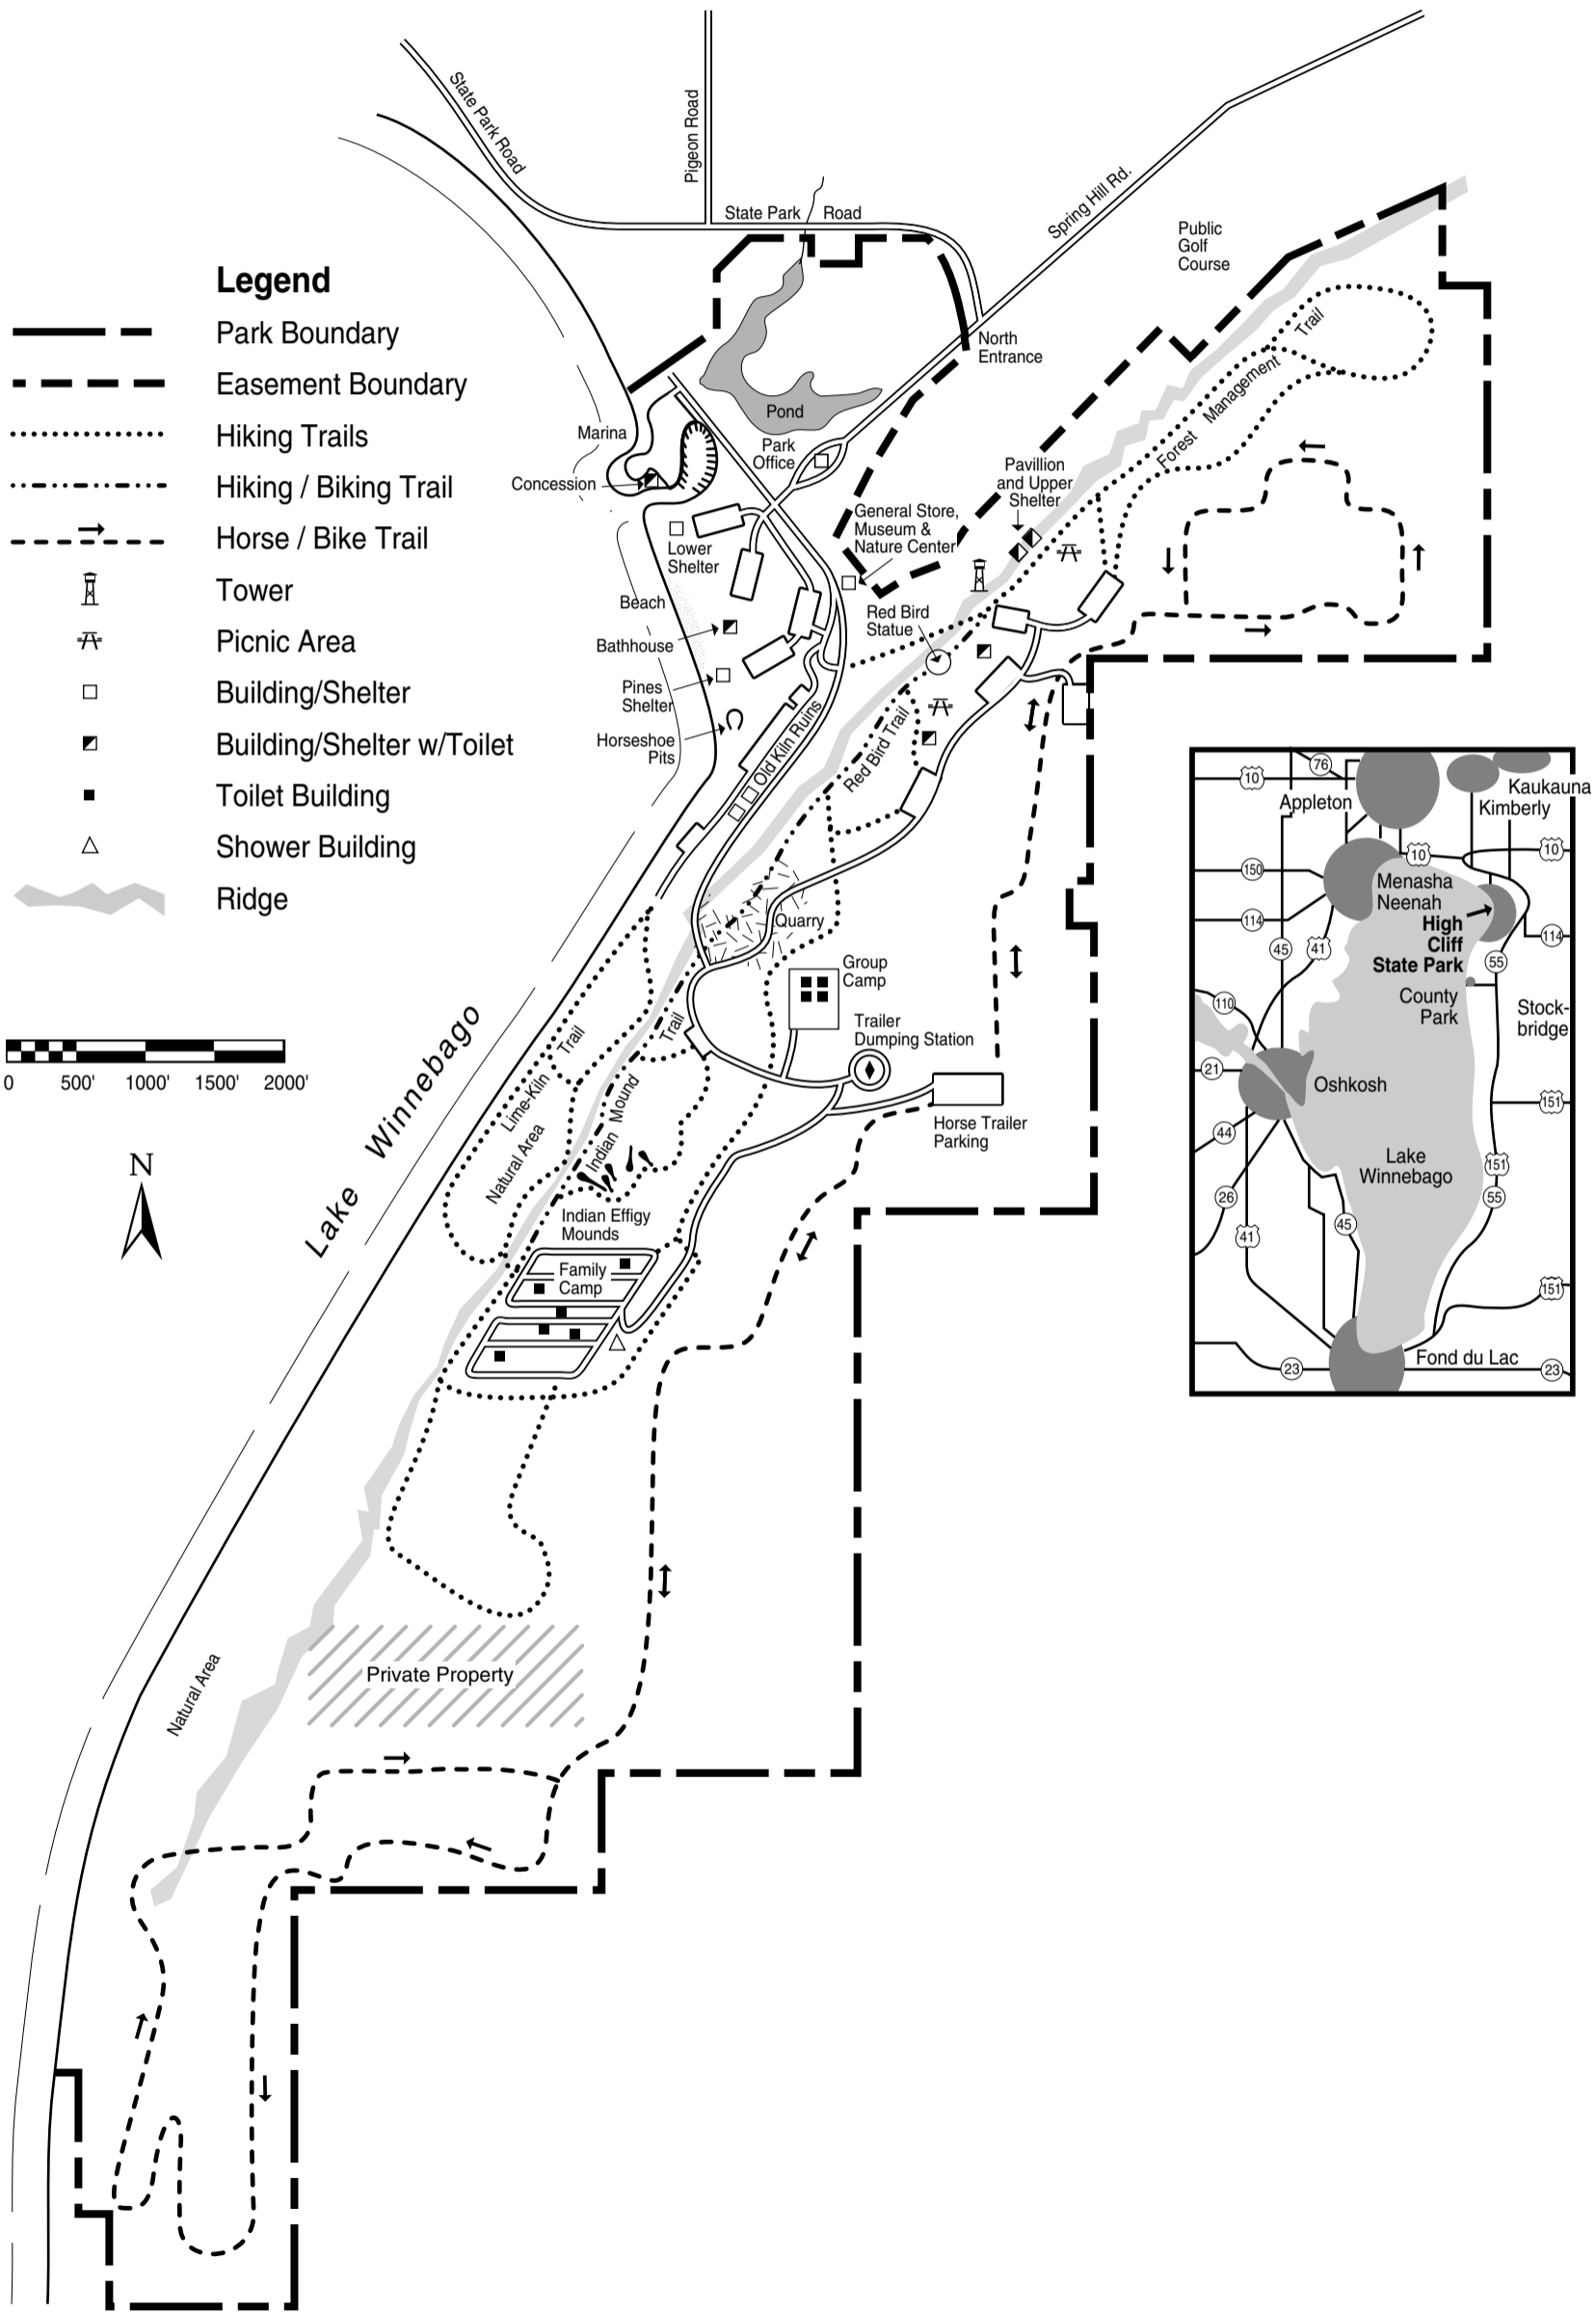 State Park Road
Pigeon Road
State Park Road
Spring Hill Rd.
Public
Golf
Course
North
Entrance
Legend
Park Boundary
Easement Boundary
Hiking Trails
Hiking / Biking Trail
Horse / Bike Trail
Tower
Picnic Area
Building/Shelter
Building/Shelter w/Toilet
Toilet Building
Shower Building
Ridge
0 500' 1000' 1500' 2000'
N
Lake Winnebago
Marina
Concession
Pond
Park
Office
Lower
Shelter
Beach
Bathhouse
Pines
Shelter
Horseshoe
Pits
General Store,
Museum &
Nature Center
Pavillion
and Upper
Shelter
Forest Management Trail
Red Bird
Statue
Red Bird Trail
Old Kiln Ruins
Quarry
Group
Camp
Trailer
Dumping Station
Horse Trailer
Parking
Lime-Kiln Trail
Natural Area
Indian Mound Trail
Indian Effigy
Mounds
Family
Camp
Private Property
Natural Area
10
76
Appleton
Kaukauna
Kimberly
10
10
150
Menasha
Neenah
114
High
Cliff
State Park
114
45
41
55
County
Park
Stock-
bridge
110
21
Oshkosh
151
44
Lake
Winnebago
151
55
26
45
41
151
Fond du Lac
23
23